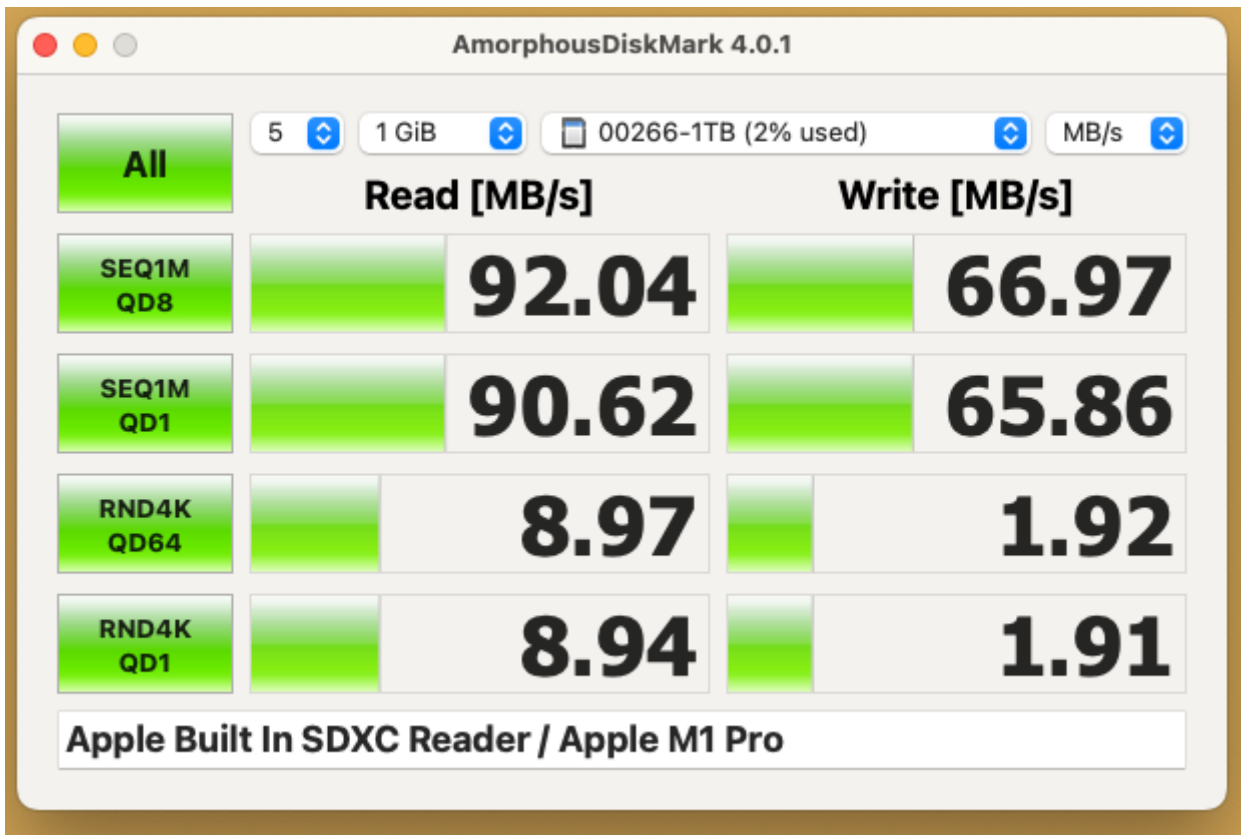 AmorphousDiskMark 4.0.1
All
5
1 GiB
00266-1TB (2% used)
MB/s
Read [MB/s]
Write [MB/s]
SEQ1M
QD8
92.04
66.97
SEQ1M
QD1
90.62
65.86
RND4K
QD64
8.97
1.92
RND4K
QD1
8.94
1.91
Apple Built In SDXC Reader / Apple M1 Pro